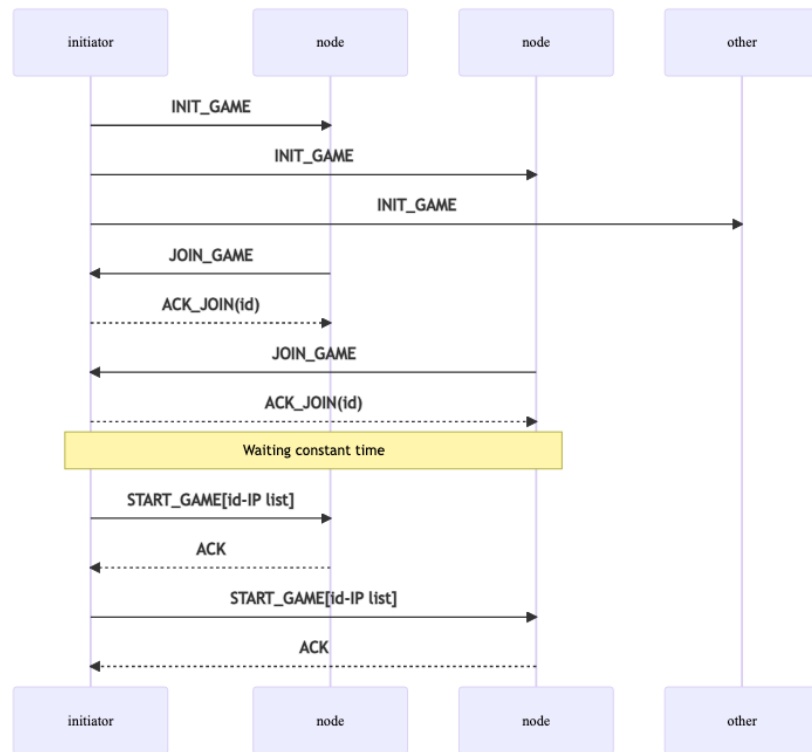 initiator node node other
INIT_GAME
INIT_GAME
INIT_GAME
JOIN_GAME
ACK_JOIN(id)
JOIN_GAME
ACK_JOIN(id)
Waiting constant time
START_GAME[id-IP list]
ACK
START_GAME[id-IP list]
ACK
initiator node node other